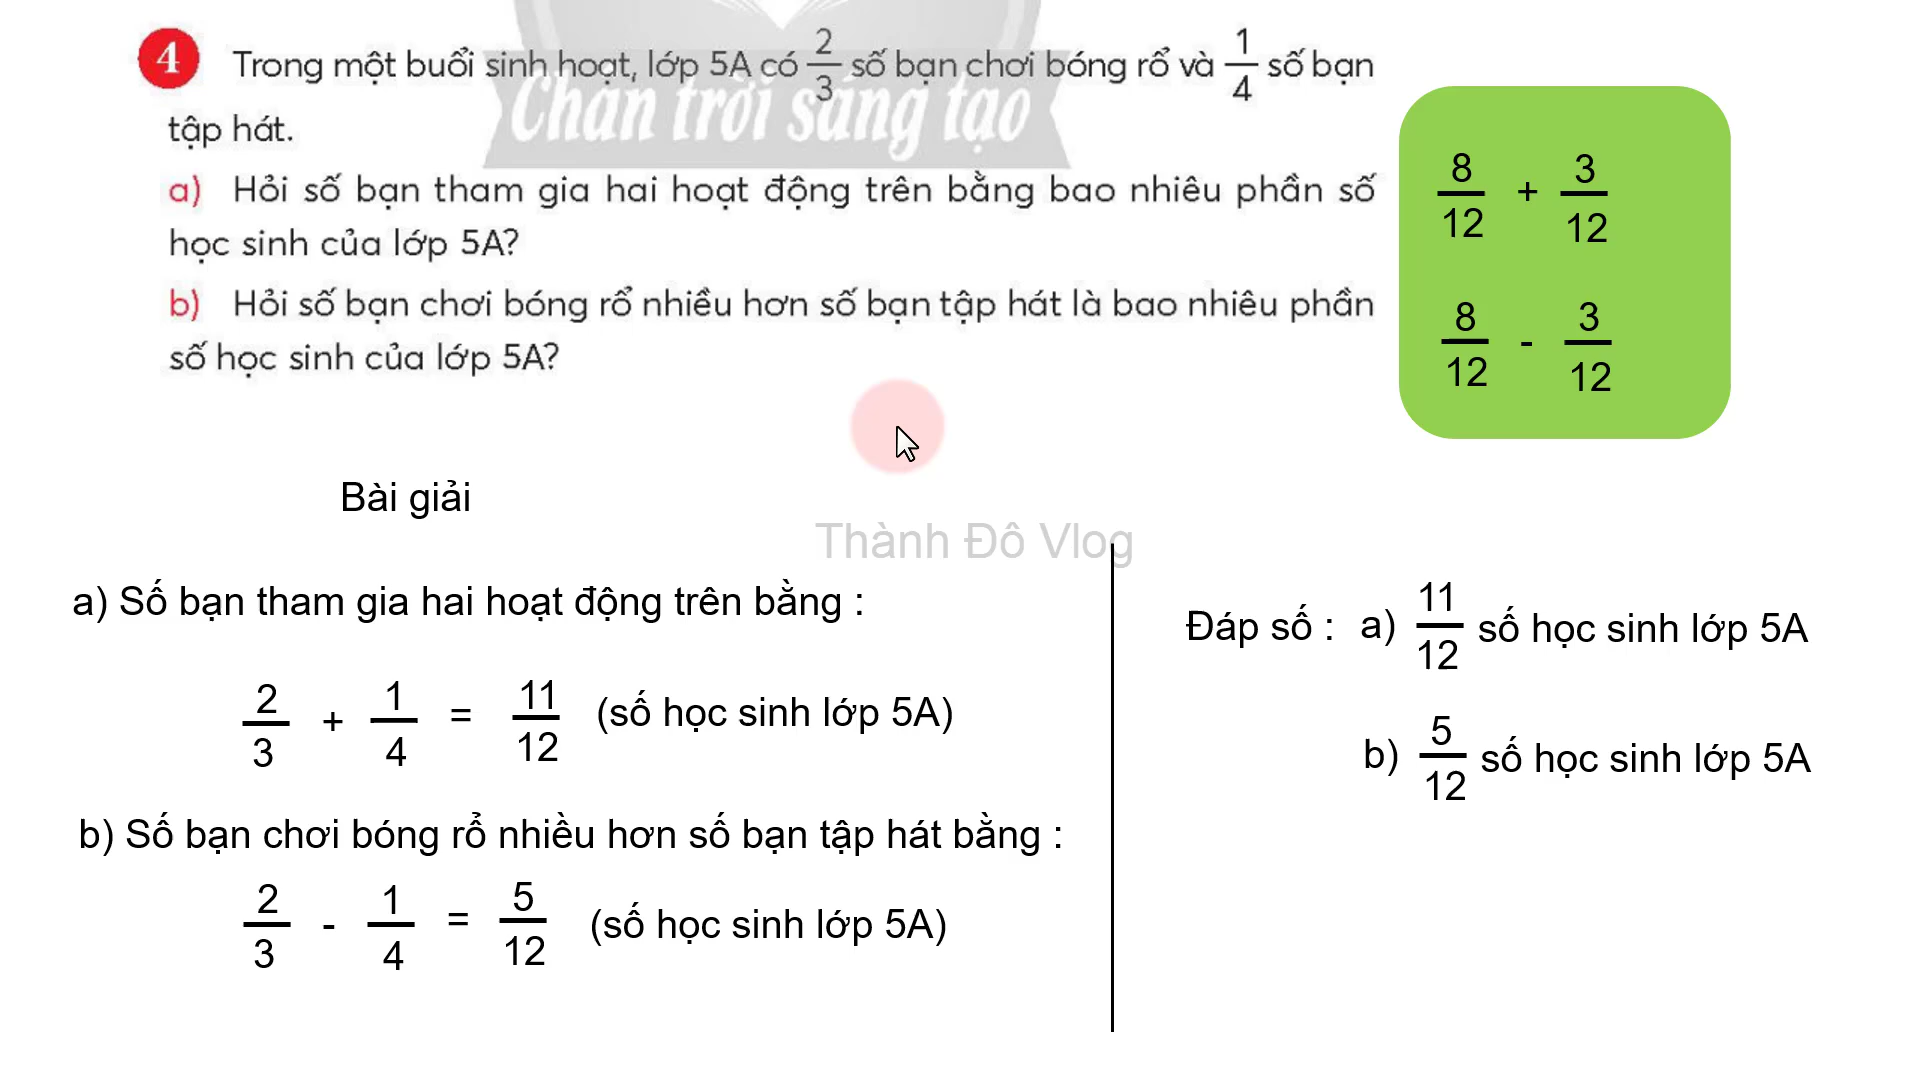 4 Trong một buổi sinh hoạt, lớp 5A có 2/3 số bạn chơi bóng rổ và 1/4 số bạn
tập hát.
a) Hỏi số bạn tham gia hai hoạt động trên bằng bao nhiêu phần số
học sinh của lớp 5A?
b) Hỏi số bạn chơi bóng rổ nhiều hơn số bạn tập hát là bao nhiêu phần
số học sinh của lớp 5A?
Chân trời sáng tạo
8/12 + 3/12
8/12 - 3/12
Bài giải
Thành Đô Vlog
a) Số bạn tham gia hai hoạt động trên bằng :
2/3 + 1/4 = 11/12 (số học sinh lớp 5A)
b) Số bạn chơi bóng rổ nhiều hơn số bạn tập hát bằng :
2/3 - 1/4 = 5/12 (số học sinh lớp 5A)
Đáp số : a) 11/12 số học sinh lớp 5A
b) 5/12 số học sinh lớp 5A